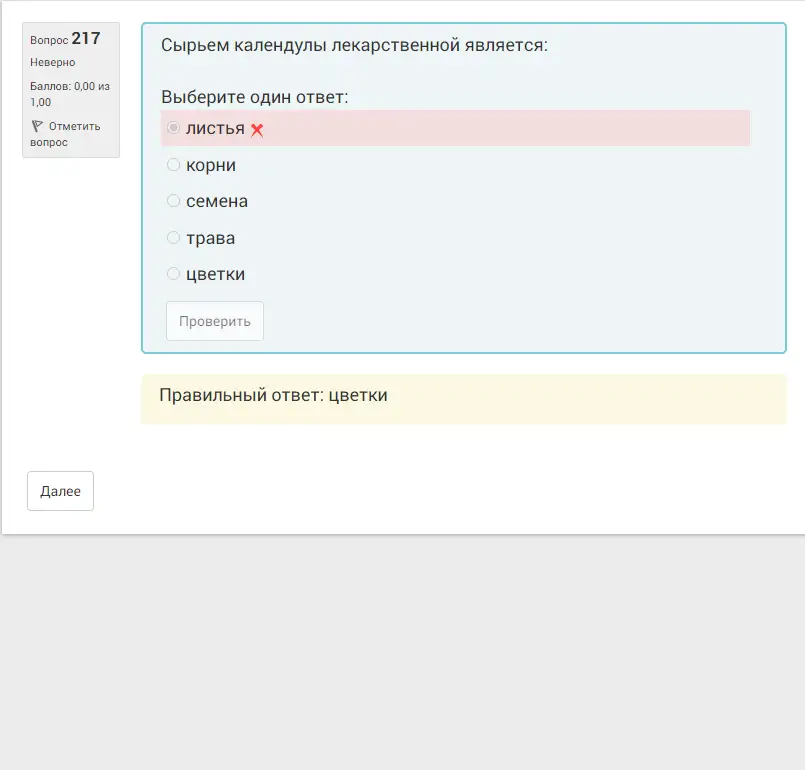 Вопрос 217
Неверно
Баллов: 0,00 из
1,00
Отметить
вопрос
Сырьем календулы лекарственной является:
Выберите один ответ:
листья
корни
семена
трава
цветки
Проверить
Правильный ответ: цветки
Далее